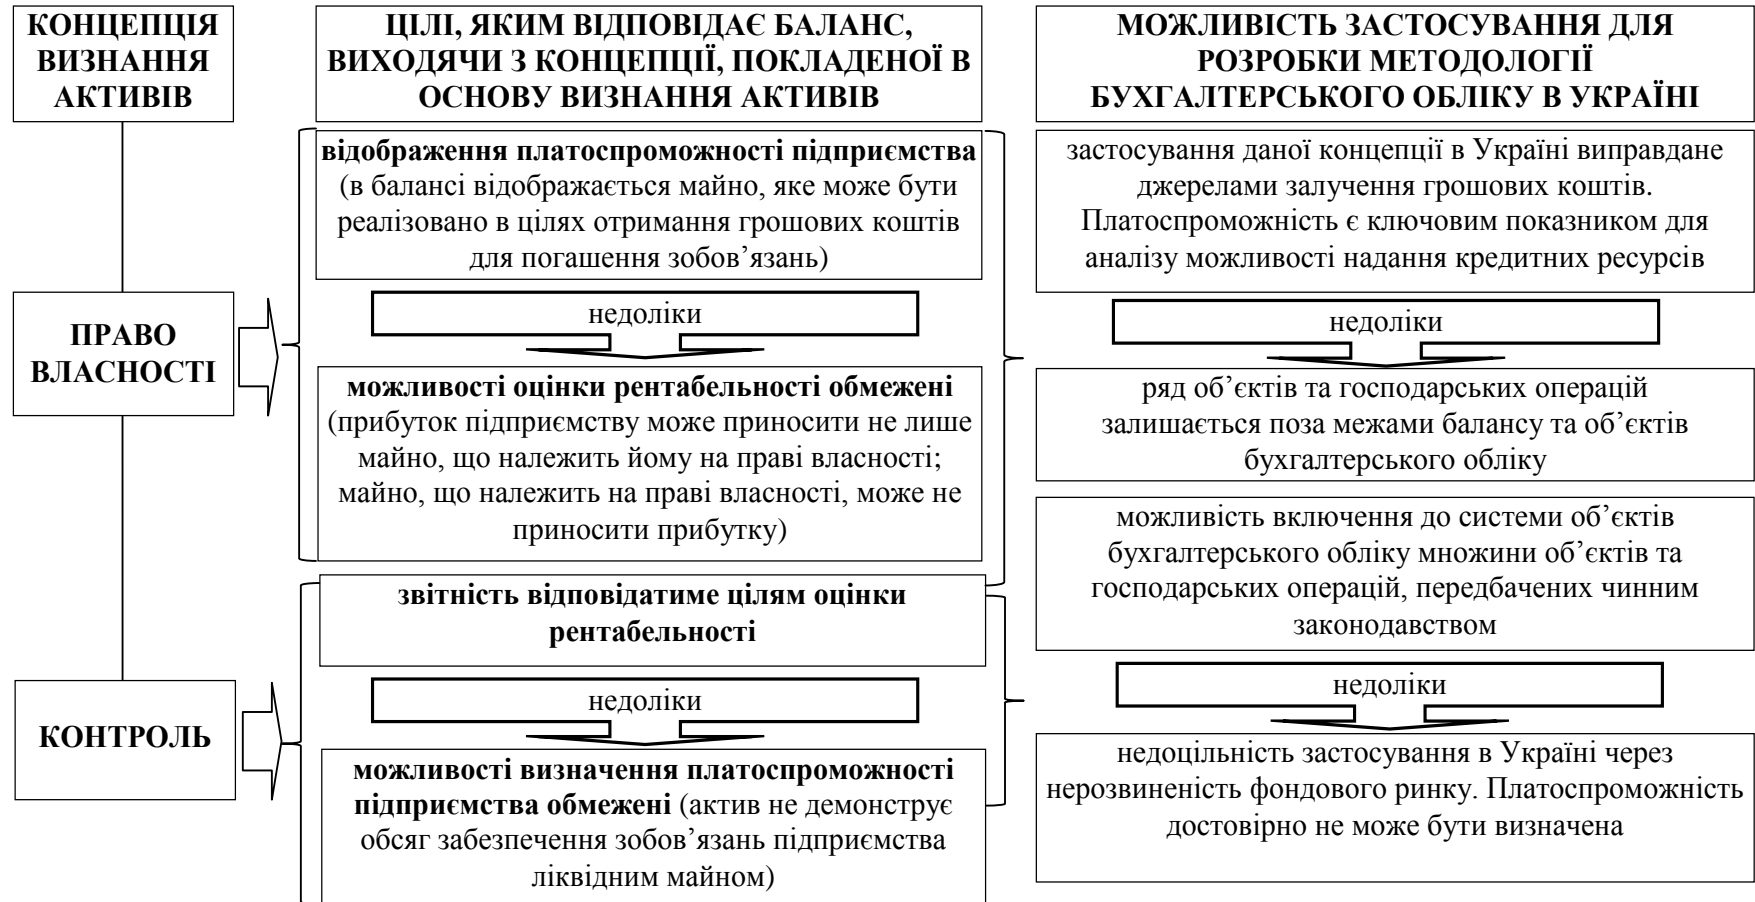 КОНЦЕПЦІЯ
ВИЗНАННЯ
АКТИВІВ
ЦІЛІ, ЯКИМ ВІДПОВІДАЄ БАЛАНС,
ВИХОДЯЧИ З КОНЦЕПЦІЇ, ПОКЛАДЕНОЇ В
ОСНОВУ ВИЗНАННЯ АКТИВІВ
МОЖЛИВІСТЬ ЗАСТОСУВАННЯ ДЛЯ
РОЗРОБКИ МЕТОДОЛОГІЇ
БУХГАЛТЕРСЬКОГО ОБЛІКУ В УКРАЇНІ
ПРАВО
ВЛАСНОСТІ
відображення платоспроможності підприємства
(в балансі відображається майно, яке може бути
реалізовано в цілях отримання грошових коштів
для погашення зобов’язань)
недоліки
можливості оцінки рентабельності обмежені
(прибуток підприємству може приносити не лише
майно, що належить йому на праві власності;
майно, що належить на праві власності, може не
приносити прибутку)
застосування даної концепції в Україні виправдане
джерелами залучення грошових коштів.
Платоспроможність є ключовим показником для
аналізу можливості надання кредитних ресурсів
недоліки
ряд об’єктів та господарських операцій
залишається поза межами балансу та об’єктів
бухгалтерського обліку
КОНТРОЛЬ
звітність відповідатиме цілям оцінки
рентабельності
недоліки
можливості визначення платоспроможності
підприємства обмежені (актив не демонструє
обсяг забезпечення зобов’язань підприємства
ліквідним майном)
можливість включення до системи об’єктів
бухгалтерського обліку множини об’єктів та
господарських операцій, передбачених чинним
законодавством
недоліки
недоцільність застосування в Україні через
нерозвиненість фондового ринку. Платоспроможність
достовірно не може бути визначена